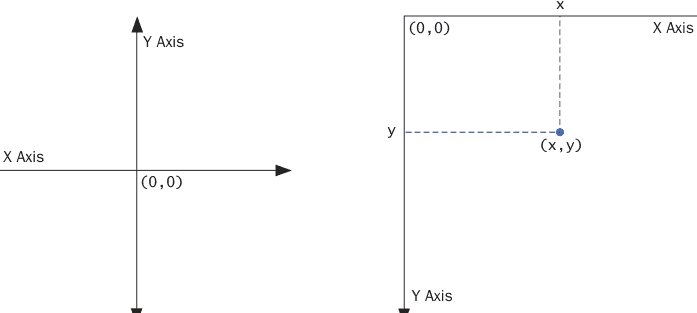 Y Axis
X Axis
(0,0)
x
(0,0)
X Axis
y
(x,y)
Y Axis